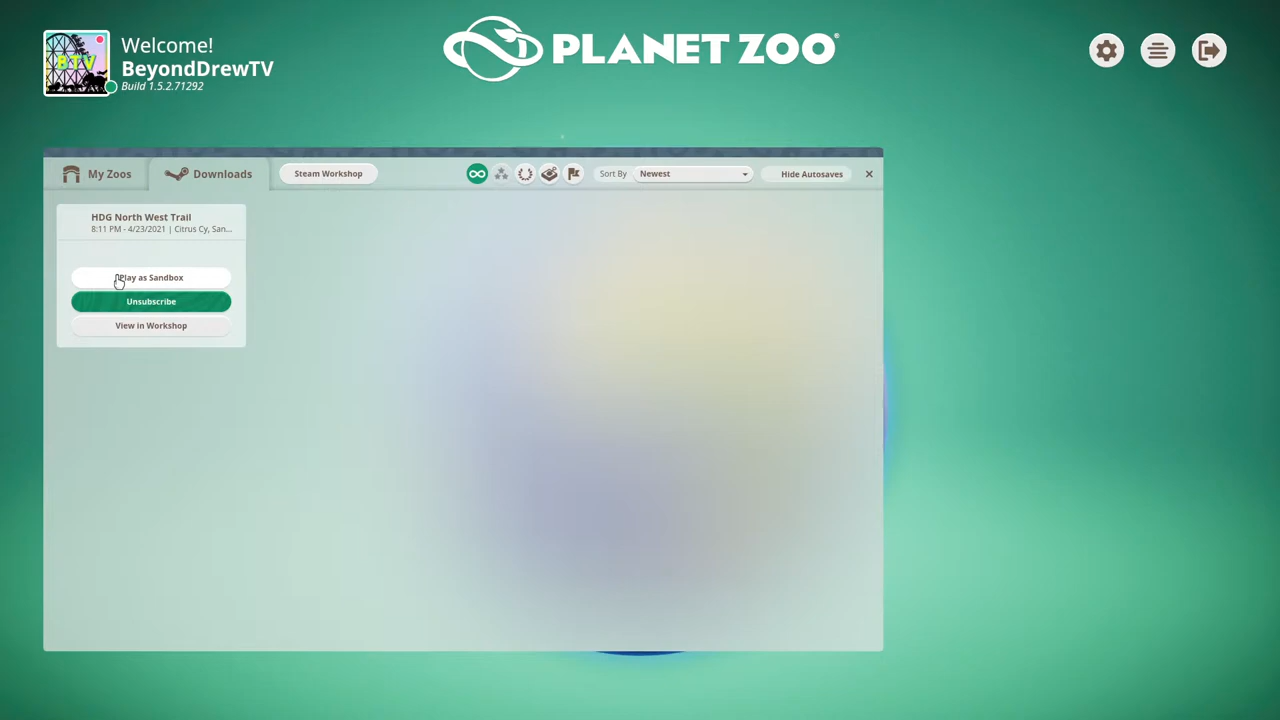 Welcome!
BeyondDrewTV
Build 1.5.2.71292
BTV
PLANET ZOO®
My Zoos
Downloads
Steam Workshop
Sort By
Newest
Hide Autosaves
HDG North West Trail
8:11 PM - 4/23/2021 | Citrus Cy, San...
Play as Sandbox
Unsubscribe
View in Workshop